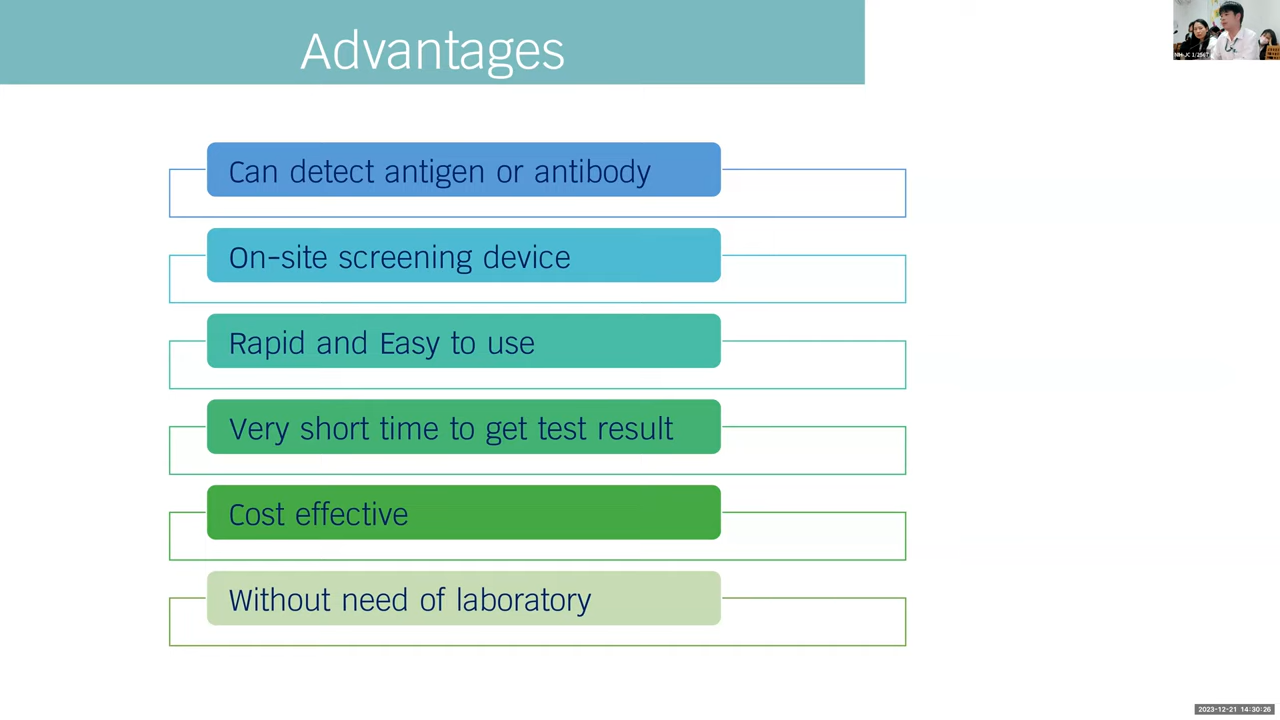 Advantages
Can detect antigen or antibody
On-site screening device
Rapid and Easy to use
Very short time to get test result
Cost effective
Without need of laboratory
2023-12-21 14:30:26